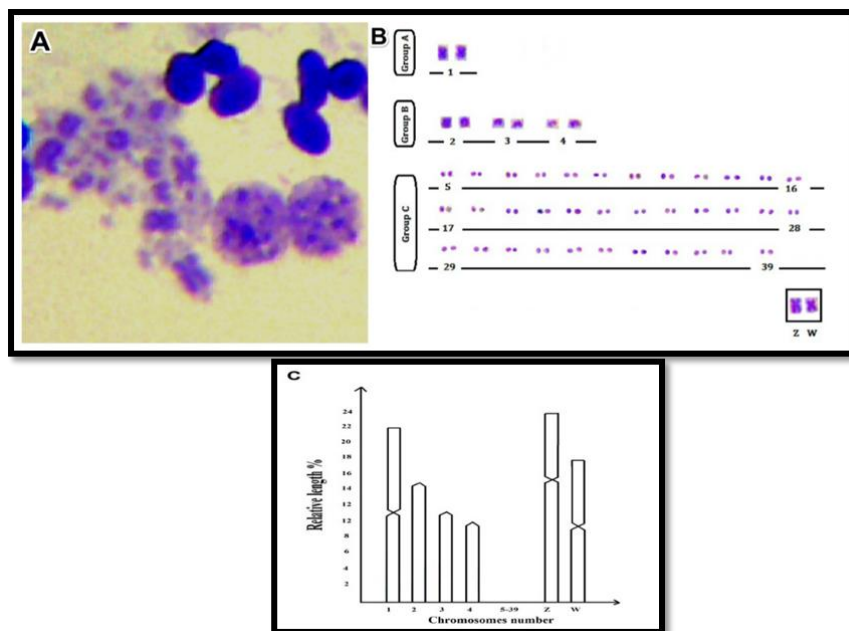 A
B
Group A
1
Group B
2 3 4
Group C
5 16
17 28
29 39
Z W
C
Relative length %
24
22
20
18
16
14
12
8
6
4
2
1 2 3 4 5-39 Z W
Chromosomes number